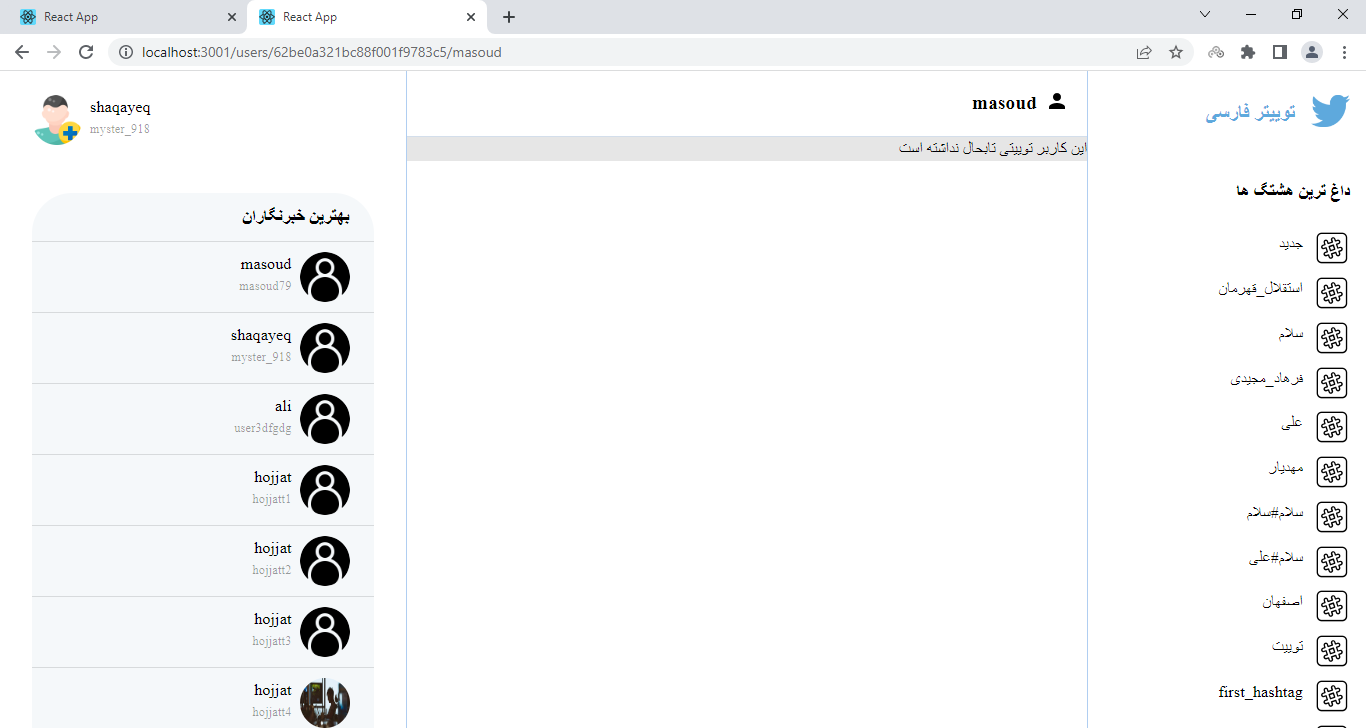 React App
React App
localhost:3001/users/62be0a321bc88f001f9783c5/masoud
توییتر فارسی
داغ ترین هشتگ ها
جدید
استقلال_قهرمان
سلام
فرهاد_مجیدی
علی
مهدیار
سلام#سلام
سلام#علی
اصفهان
توییت
first_hashtag
masoud
این کاربر توییتی تابحال نداشته است
shaqayeq
myster_918
بهترین خبرنگاران
masoud
masoud79
shaqayeq
myster_918
ali
user3dfgdg
hojjat
hojjatt1
hojjat
hojjatt2
hojjat
hojjatt3
hojjat
hojjatt4